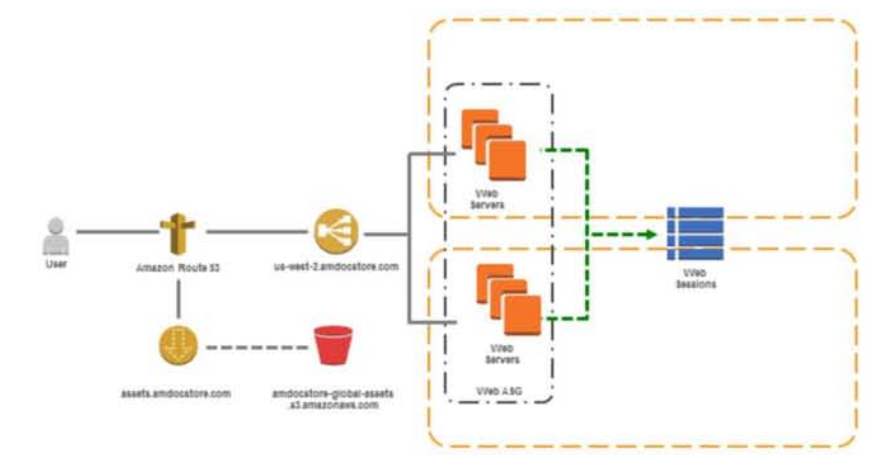 Web
Servers
User
Amazon Route 53
us-west-2.amdocstore.com
Web
Sessions
Web
Servers
Web ASG
assets.amdocstore.com
amdocstore-global-assets
.s3.amazonaws.com